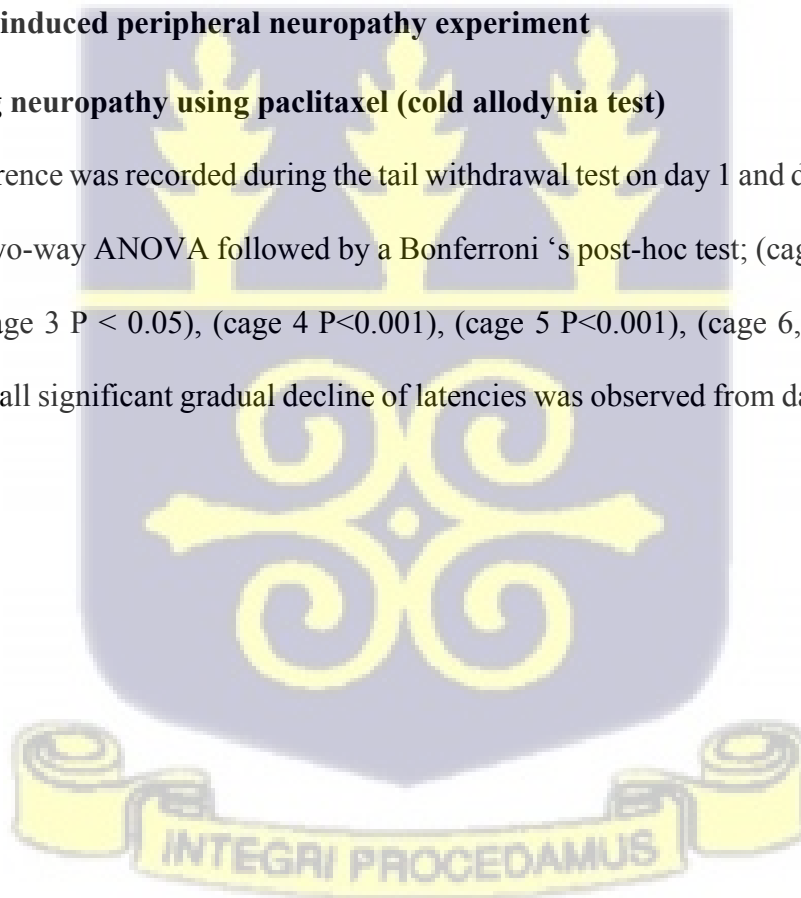 induced peripheral neuropathy experiment
neuropathy using paclitaxel (cold allodynia test)
rence was recorded during the tail withdrawal test on day 1 and d
vo-way ANOVA followed by a Bonferroni ‘s post-hoc test; (cag
ge 3 P < 0.05), (cage 4 P<0.001), (cage 5 P<0.001), (cage 6,
all significant gradual decline of latencies was observed from da
INTEGRI PROCEDAMUS